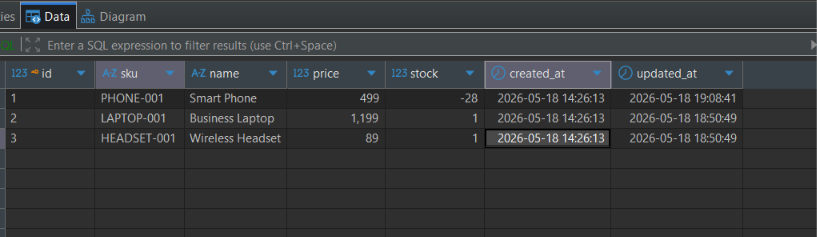 ies Data Diagram
Enter a SQL expression to filter results (use Ctrl+Space)
123 id A-Z sku A-Z name 123 price 123 stock created_at updated_at
1 PHONE-001 Smart Phone 499 -28 2026-05-18 14:26:13 2026-05-18 19:08:41
2 LAPTOP-001 Business Laptop 1,199 1 2026-05-18 14:26:13 2026-05-18 18:50:49
3 HEADSET-001 Wireless Headset 89 1 2026-05-18 14:26:13 2026-05-18 18:50:49